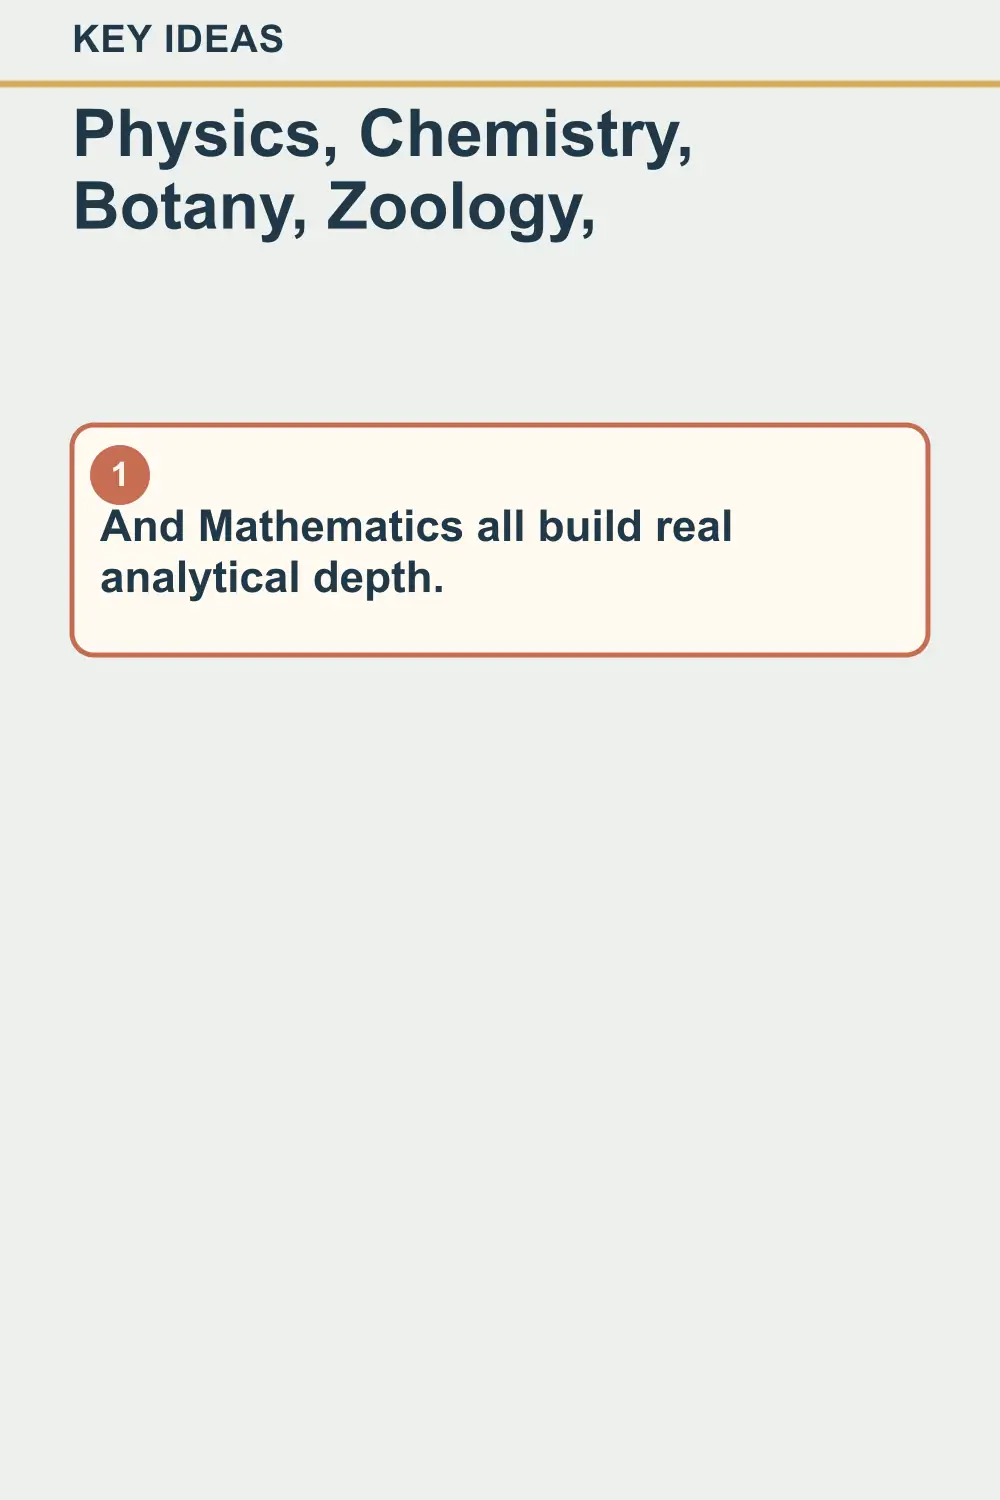 KEY IDEAS
Physics, Chemistry,
Botany, Zoology,
1
And Mathematics all build real
analytical depth.